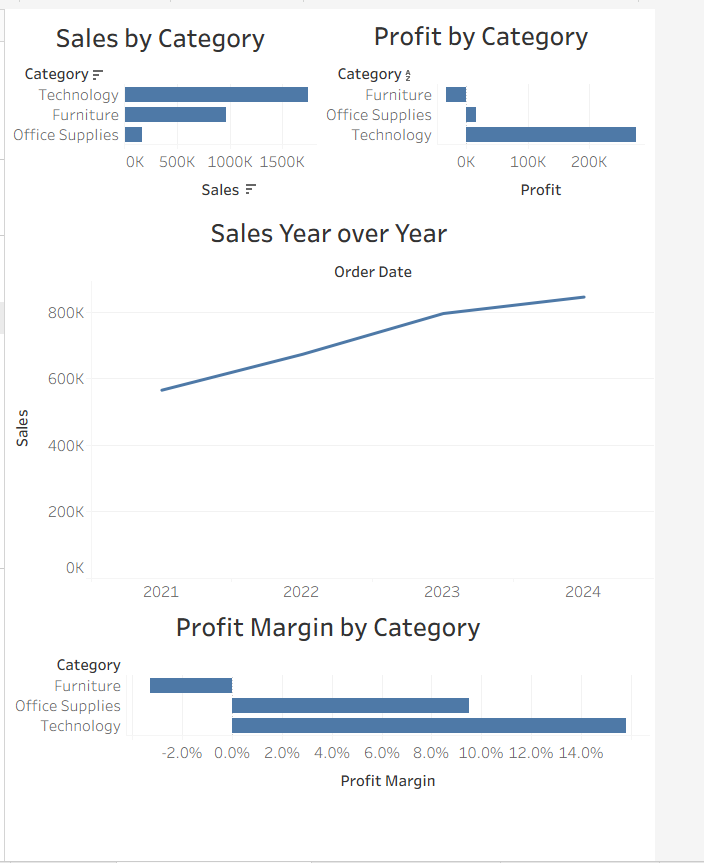 Sales by Category
Profit by Category
Category
Technology
Furniture
Office Supplies
0K 500K 1000K 1500K
Sales
Category
Furniture
Office Supplies
Technology
0K 100K 200K
Profit
Sales Year over Year
Order Date
800K
600K
400K
200K
0K
Sales
2021 2022 2023 2024
Profit Margin by Category
Category
Furniture
Office Supplies
Technology
-2.0% 0.0% 2.0% 4.0% 6.0% 8.0% 10.0% 12.0% 14.0%
Profit Margin